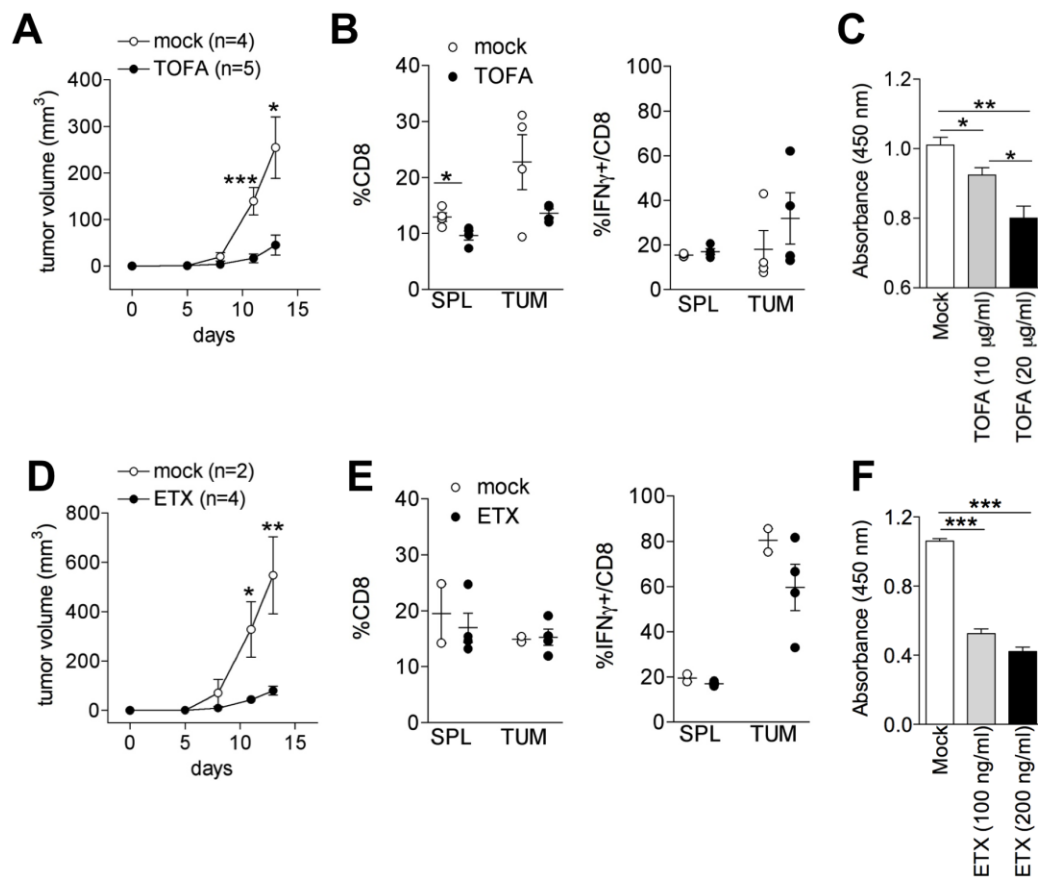 A
mock (n=4)
TOFA (n=5)
tumor volume (mm³)
400
300
200
100
0
***
*
0
5
10
15
days
B
mock
TOFA
%CD8
40
30
20
10
0
*
SPL
TUM
%IFNγ+/CD8
100
80
60
40
20
0
SPL
TUM
C
Absorbance (450 nm)
1.2
1.0
0.8
0.6
**
*
*
Mock
TOFA (10 μg/ml)
TOFA (20 μg/ml)
D
mock (n=2)
ETX (n=4)
tumor volume (mm³)
800
600
400
200
0
*
**
0
5
10
15
days
E
mock
ETX
%CD8
40
30
20
10
0
SPL
TUM
%IFNγ+/CD8
100
80
60
40
20
0
SPL
TUM
F
Absorbance (450 nm)
1.2
0.8
0.4
0.0
***
***
Mock
ETX (100 ng/ml)
ETX (200 ng/ml)